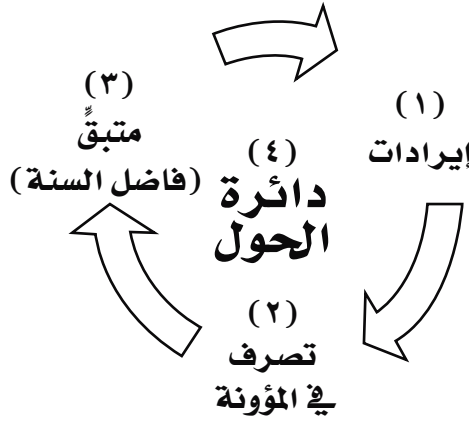 (١)
إيرادات
(٢)
تصرف
في المؤونة
(٣)
متبقٍّ
(فاضل السنة)
(٤)
دائرة
الحول